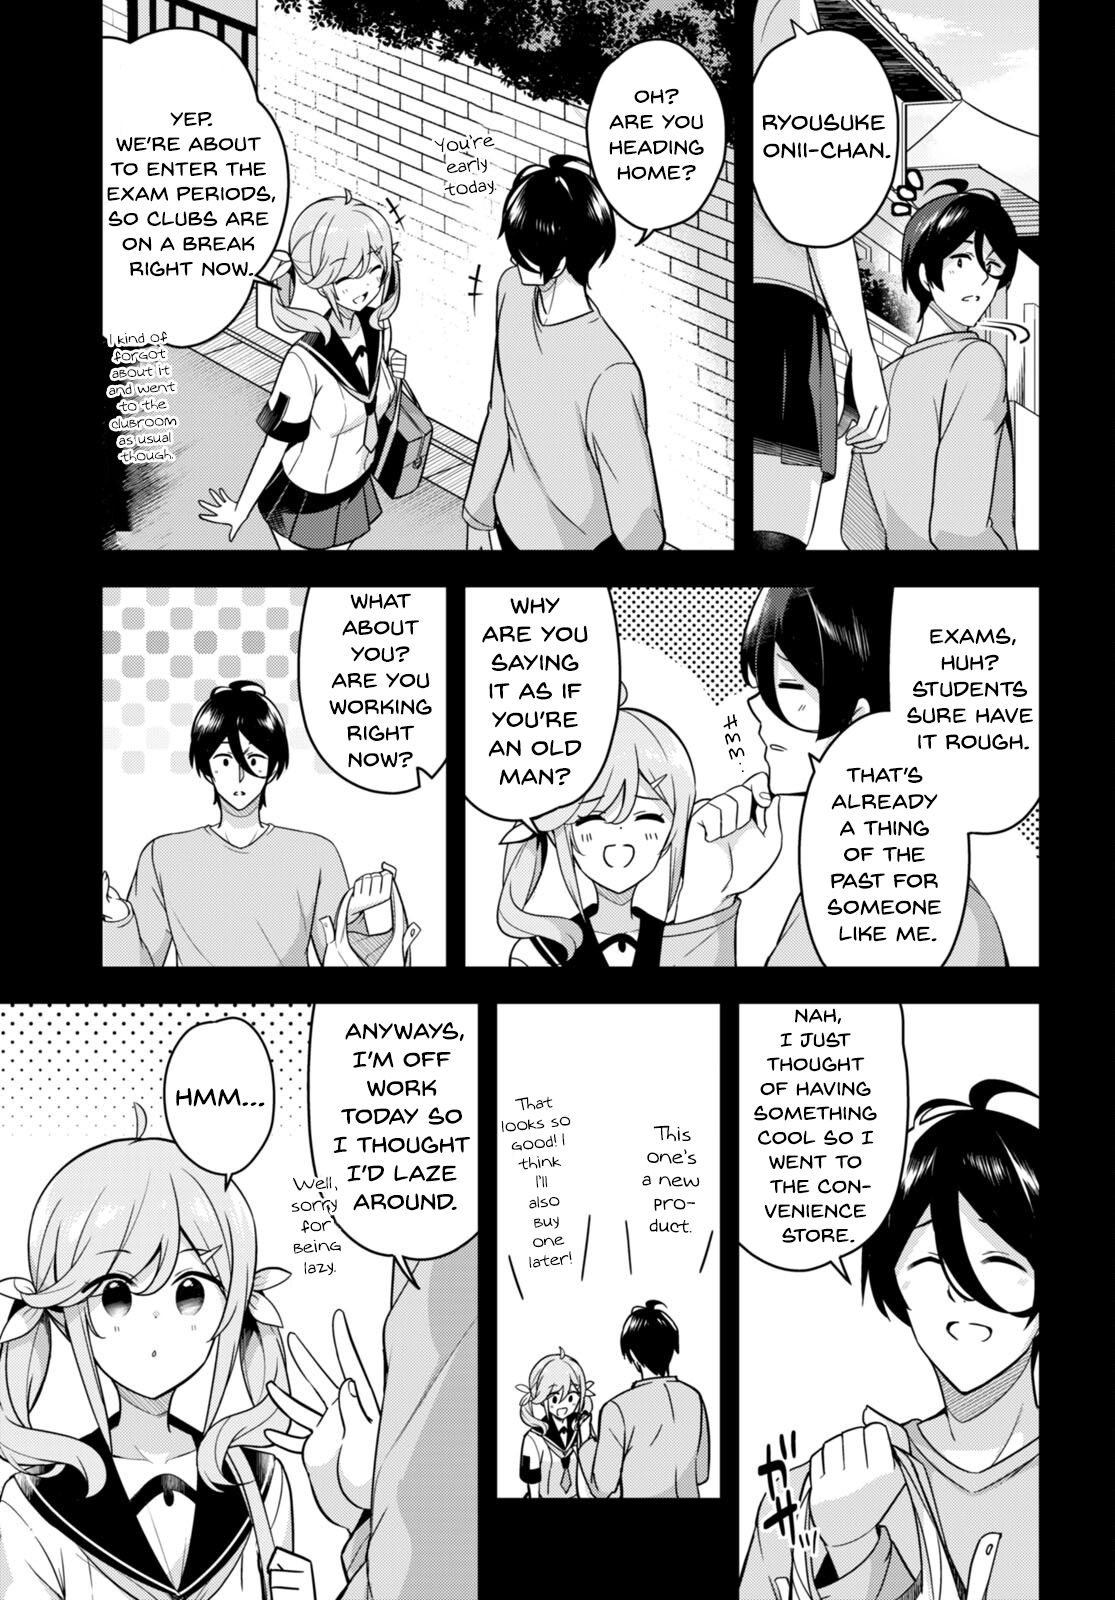 RYOUSUKE
ONII-CHAN.
OH?
ARE YOU
HEADING
HOME?
You're
early
today.
YEP.
WE'RE ABOUT
TO ENTER THE
EXAM PERIODS,
SO CLUBS ARE
ON A BREAK
RIGHT NOW.
I kind of
forgot
about it
and went
to the
clubroom
as usual
though.
EXAMS,
HUH?
STUDENTS
SURE HAVE
IT ROUGH.
THAT'S
ALREADY
A THING
OF THE
PAST FOR
SOMEONE
LIKE ME.
HMM...
WHY
ARE YOU
SAYING
IT AS IF
YOU'RE
AN OLD
MAN?
WHAT
ABOUT
YOU?
ARE YOU
WORKING
RIGHT
NOW?
NAH,
I JUST
THOUGHT
OF HAVING
SOMETHING
COOL SO I
WENT TO
THE CON-
VENIENCE
STORE.
ガサッ
This
one's
a new
pro-
duct.
That
looks so
good! I
think
I'll
also
buy
one
later!
ANYWAYS,
I'M OFF
WORK
TODAY SO
I THOUGHT
I'D LAZE
AROUND.
Well,
sorry
for
being
lazy.
HMM...